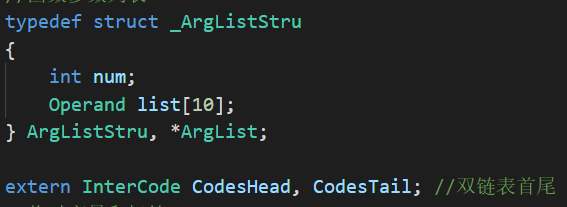 typedef struct _ArgListStru
{
    int num;
    Operand list[10];
} ArgListStru, *ArgList;
extern InterCode CodesHead, CodesTail; //双链表首尾